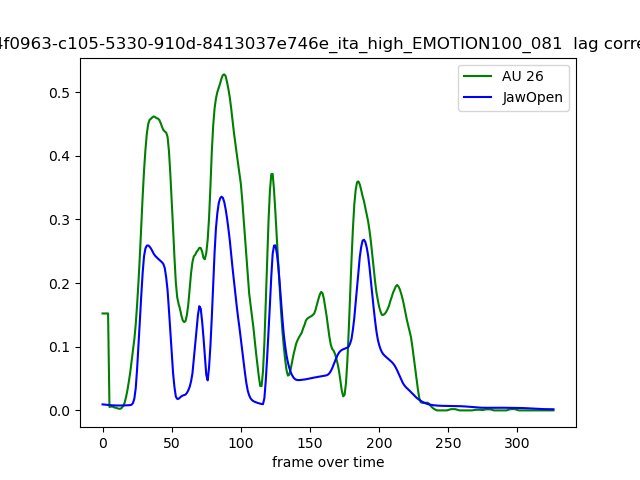 4f0963-c105-5330-910d-8413037e746e_ita_high_EMOTION100_081 lag corre
AU 26
JawOpen
0.5
0.4
0.3
0.2
0.1
0.0
0 50 100 150 200 250 300
frame over time